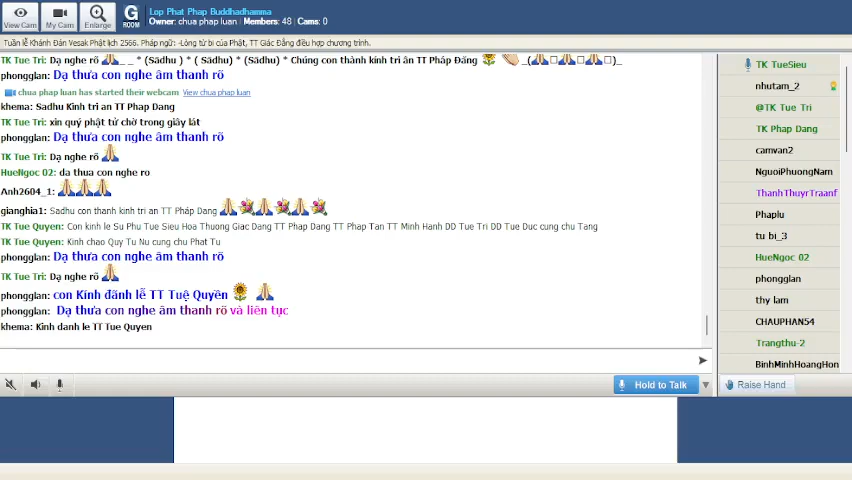 Lop Phat Phap Buddhadhamma
Owner: chua phap luan Members: 48 Cams: 0
View Cam
My Cam
Enlarge
G ROOM
Tuần lễ Khánh Đản Vesak Phật lịch 2566. Pháp ngữ: -Lòng từ bi của Phật, TT Giác Đẳng điều hợp chương trình.
TK Tue Tri: Dạ nghe rõ 🙏_ _ * (Sādhu ) * ( Sādhu) * (Sādhu) * Chúng con thành kính tri ân TT Pháp Đăng
phongglan: Dạ thưa con nghe âm thanh rõ
chua phap luan has started their webcam View chua phap luan
khema: Sadhu Kinh tri an TT Phap Dang
TK Tue Tri: xin quý phật tử chờ trong giây lát
phongglan: Dạ thưa con nghe âm thanh rõ
TK Tue Tri: Dạ nghe rõ 🙏
HueNgoc 02: da thua con nghe ro
Anh2604_1: 🙏🙏🙏
gianghia1: Sadhu con thanh kinh tri an TT Pháp Dang 🙏💐🙏💐🙏💐
TK Tue Quyen: Con kinh le Su Phu Tue Sieu Hoa Thuong Giac Dang TT Phap Dang TT Phap Tan TT Minh Hanh DD Tue Tri DD Tue Duc cung chu Tang
TK Tue Quyen: Kinh chao Quy Tu Nu cung chu Phat Tu
phongglan: Dạ thưa con nghe âm thanh rõ
TK Tue Tri: Dạ nghe rõ 🙏
phongglan: con Kính đãnh lễ TT Tuệ Quyền 🌻 🙏
phongglan: Dạ thưa con nghe âm thanh rõ và liên tục
khema: Kinh danh le TT Tue Quyen
Hold to Talk
TK TueSieu
nhutam_2
@TK Tue Tri
TK Phap Dang
camvan2
NguoiPhuongNam
ThanhThuyrTraanf
Phaplu
tu bi_3
HueNgoc 02
phongglan
thy lam
CHAUPHAN54
Trangthu-2
BinhMinhHoangHon
Raise Hand